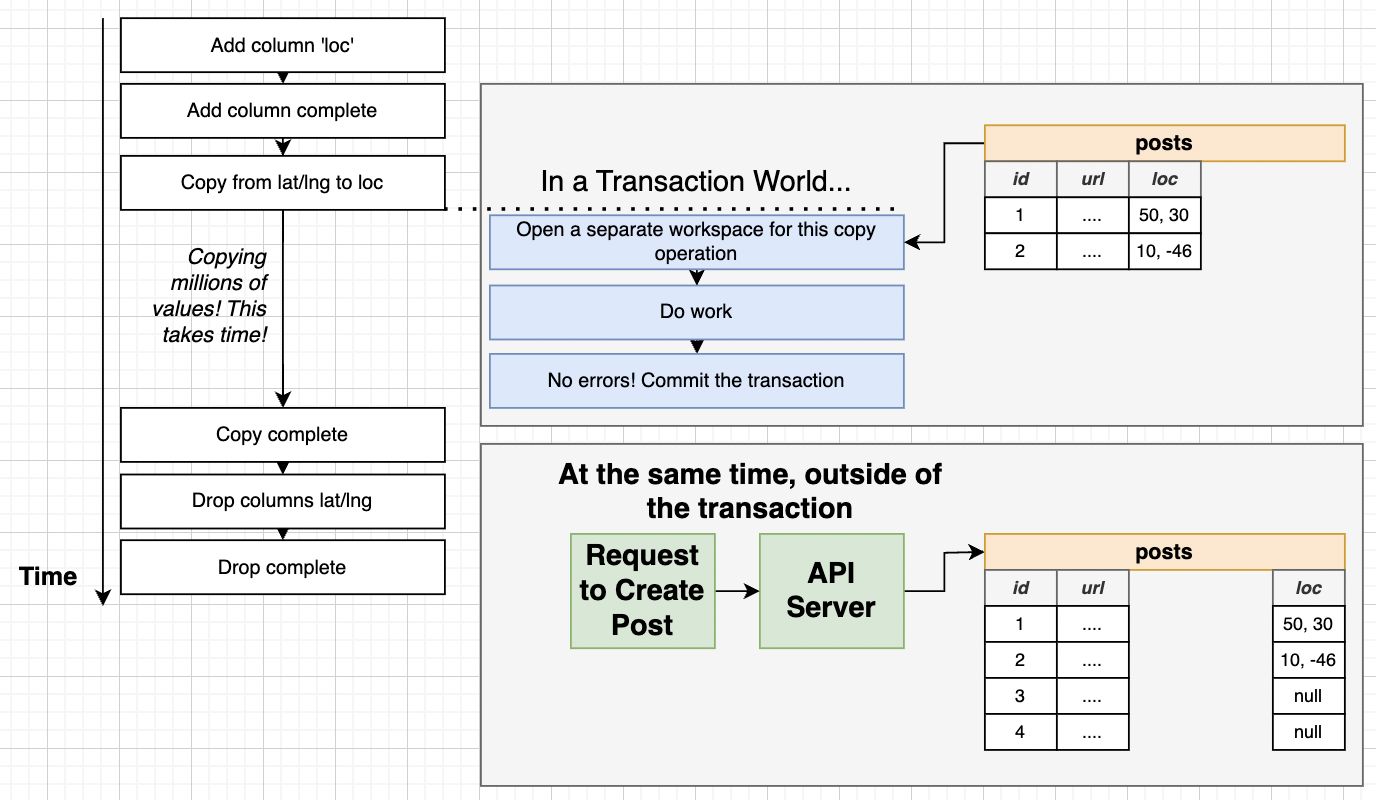 Add column 'loc'
Add column complete
Copy from lat/lng to loc
Copying
millions of
values! This
takes time!
Copy complete
Drop columns lat/lng
Drop complete
Time
In a Transaction World...
Open a separate workspace for this copy
operation
Do work
No errors! Commit the transaction
posts
id url loc
1 .... 50, 30
2 .... 10, -46
At the same time, outside of
the transaction
Request
to Create
Post
API
Server
posts
id url loc
1 .... 50, 30
2 .... 10, -46
3 .... null
4 .... null